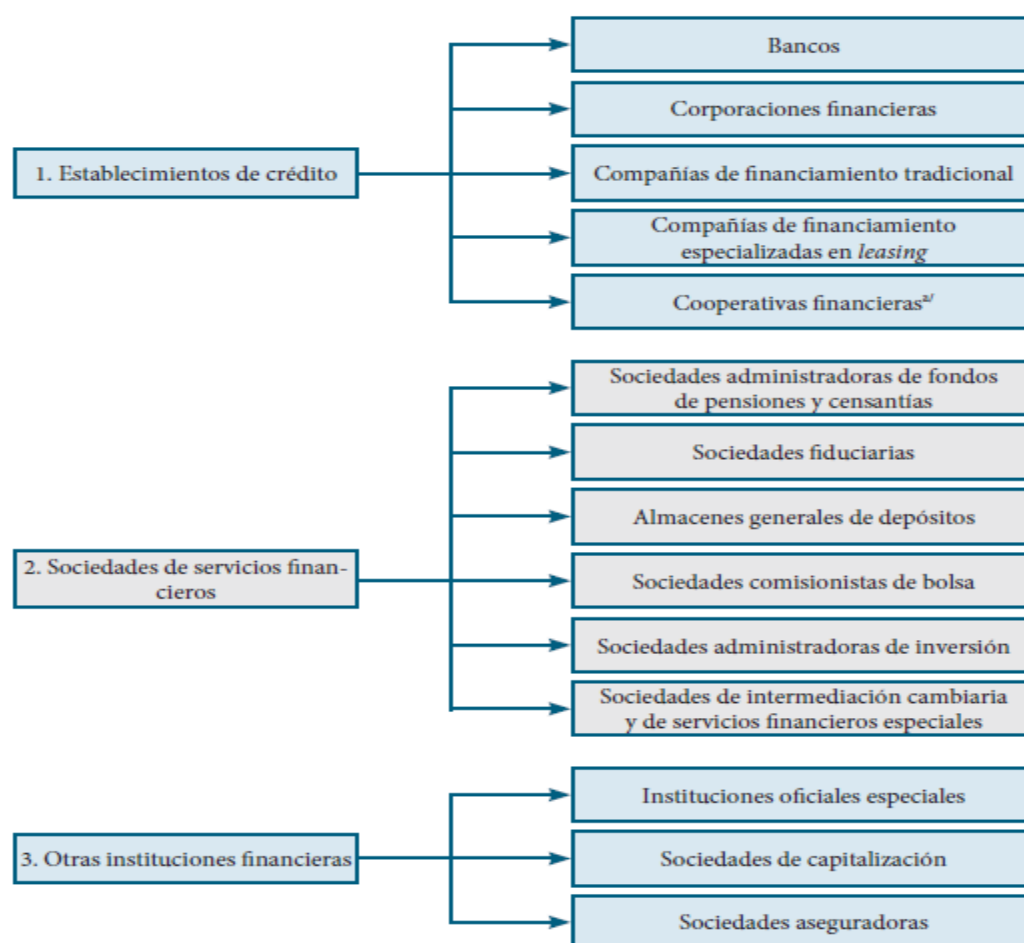 1. Establecimientos de crédito
Bancos
Corporaciones financieras
Compañías de financiamiento tradicional
Compañías de financiamiento
especializadas en leasing
Cooperativas financierasᵃ/
2. Sociedades de servicios finan-
cieros
Sociedades administradoras de fondos
de pensiones y censantías
Sociedades fiduciarias
Almacenes generales de depósitos
Sociedades comisionistas de bolsa
Sociedades administradoras de inversión
Sociedades de intermediación cambiaria
y de servicios financieros especiales
3. Otras instituciones financieras
Instituciones oficiales especiales
Sociedades de capitalización
Sociedades aseguradoras